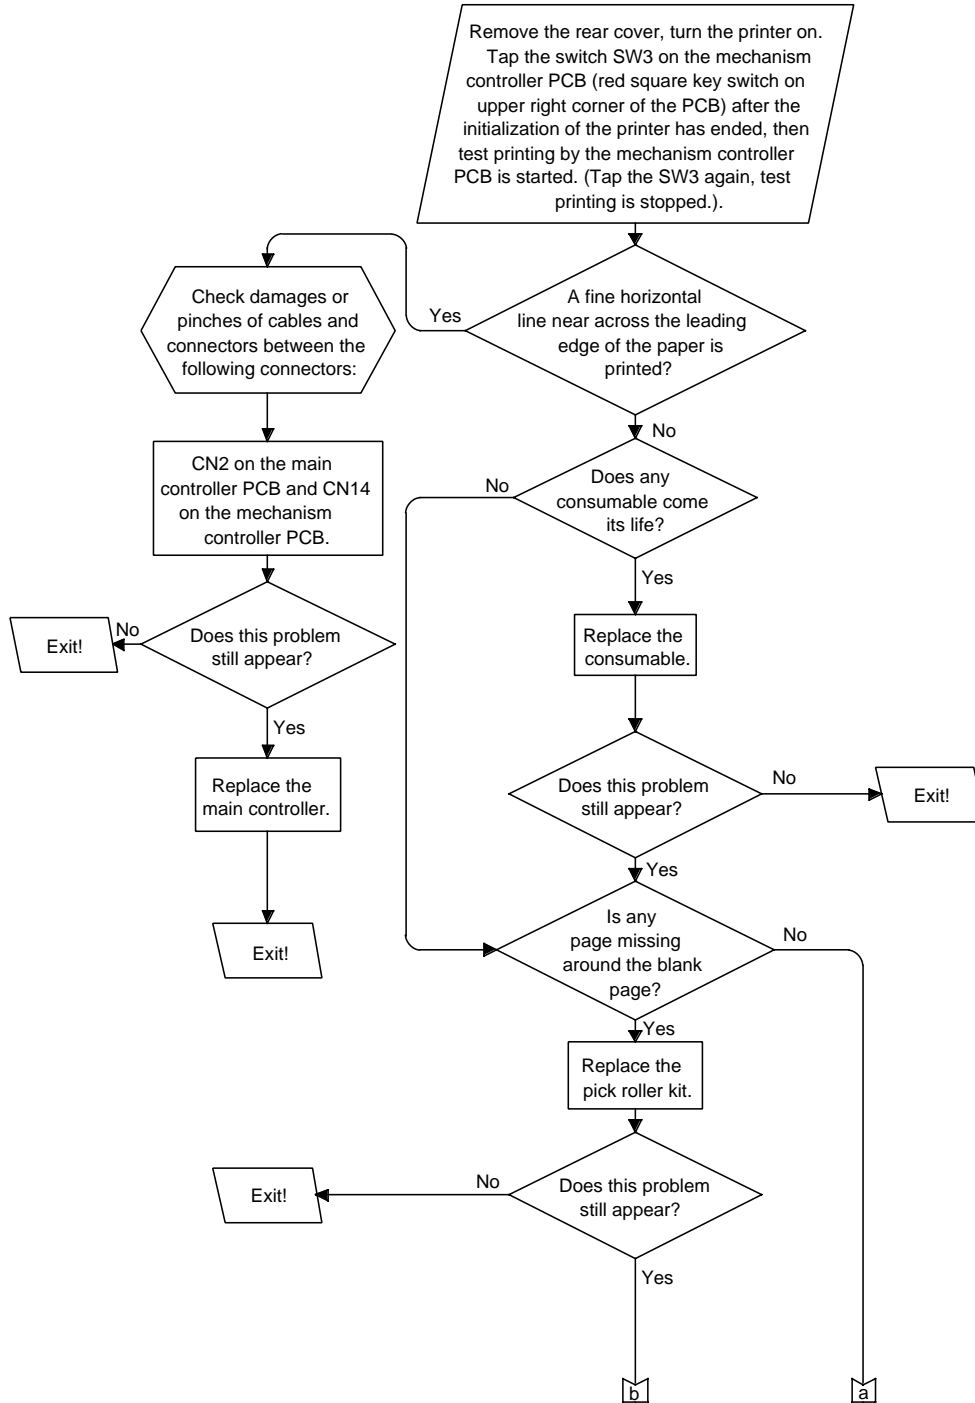 Remove the rear cover, turn the printer on.
Tap the switch SW3 on the mechanism
controller PCB (red square key switch on
upper right corner of the PCB) after the
initialization of the printer has ended, then
test printing by the mechanism controller
PCB is started. (Tap the SW3 again, test
printing is stopped.).
A fine horizontal
line near across the leading
edge of the paper is
printed?
Yes
Check damages or
pinches of cables and
connectors between the
following connectors:
CN2 on the main
controller PCB and CN14
on the mechanism
controller PCB.
Does this problem
still appear?
No
Exit!
Yes
Replace the
main controller.
Exit!
No
Does any
consumable come
its life?
No
Yes
Replace the
consumable.
Does this problem
still appear?
No
Exit!
Yes
Is any
page missing
around the blank
page?
No
Yes
Replace the
pick roller kit.
Does this problem
still appear?
No
Exit!
Yes
b
a